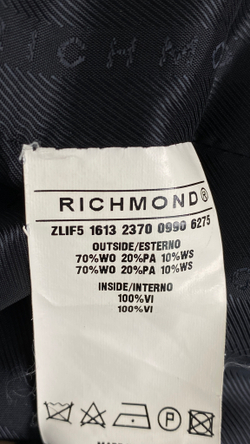 RICHMO
RICHMOND®
ZLIF5 1613 2370 0990 6275
OUTSIDE/ESTERNO
70%WO 20%PA 10%WS
70%WO 20%PA 10%WS
INSIDE/INTERNO
100%VI
100%VI
P